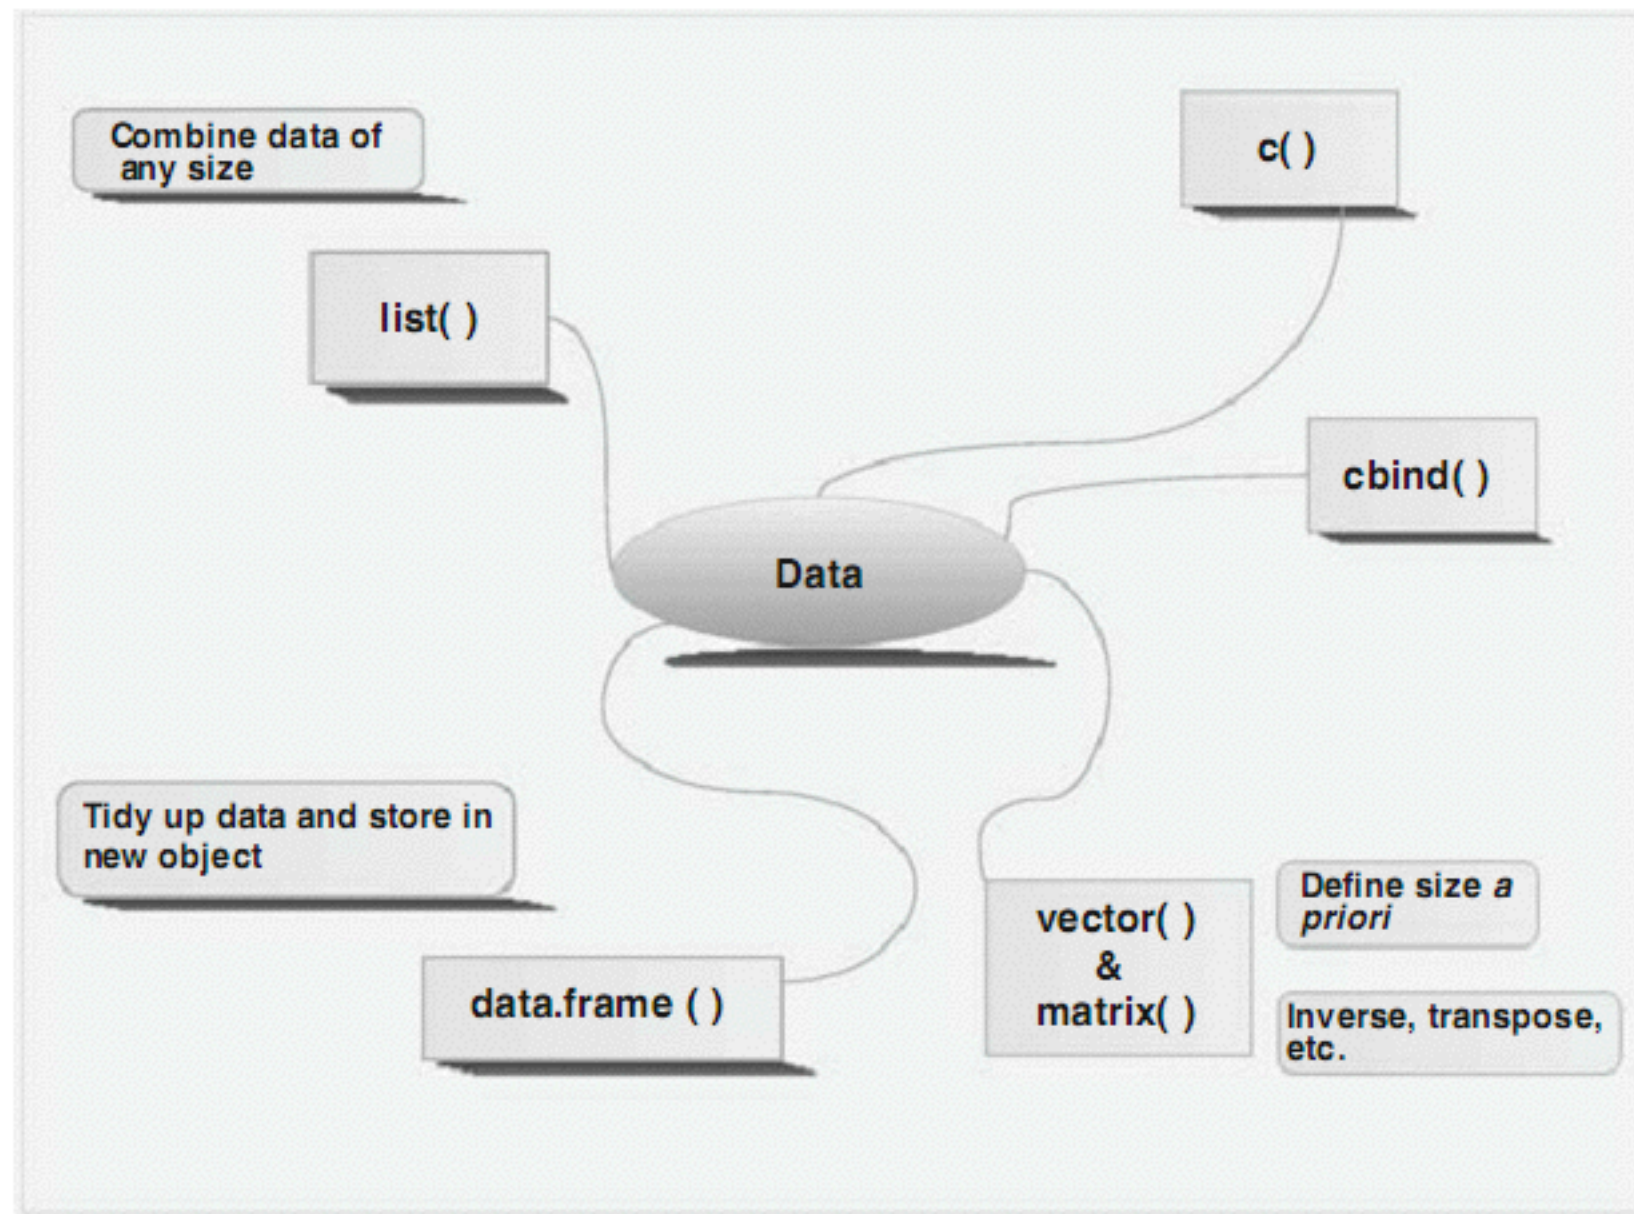 Combine data of
any size
c( )
list( )
cbind( )
Data
Tidy up data and store in
new object
data.frame ( )
vector( )
&
matrix( )
Define size a
priori
Inverse, transpose,
etc.